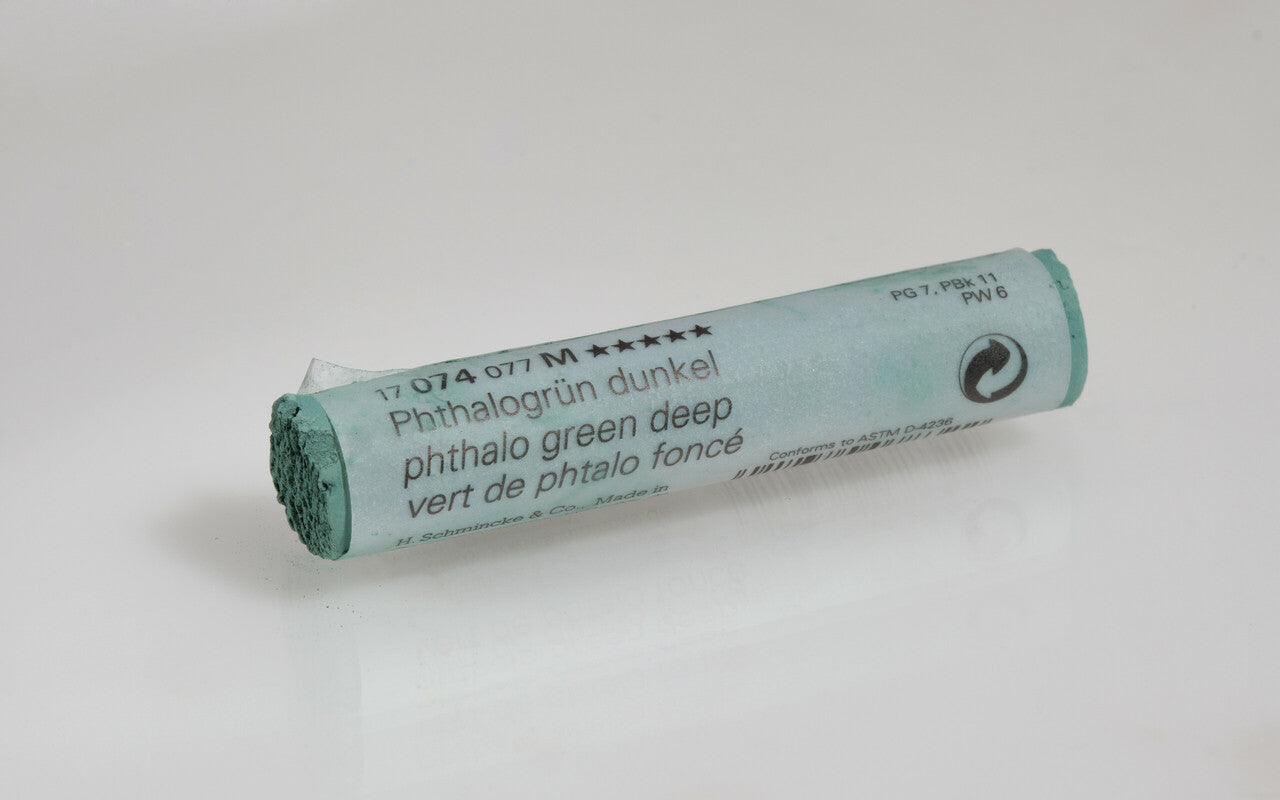 17 074 077 M ★★★★★
Phthalogrün dunkel
phthalo green deep
vert de phtalo foncé
H. Schmincke & Co., Made in
PG 7, PBk 11
PW 6
Conforms to ASTM D-4236